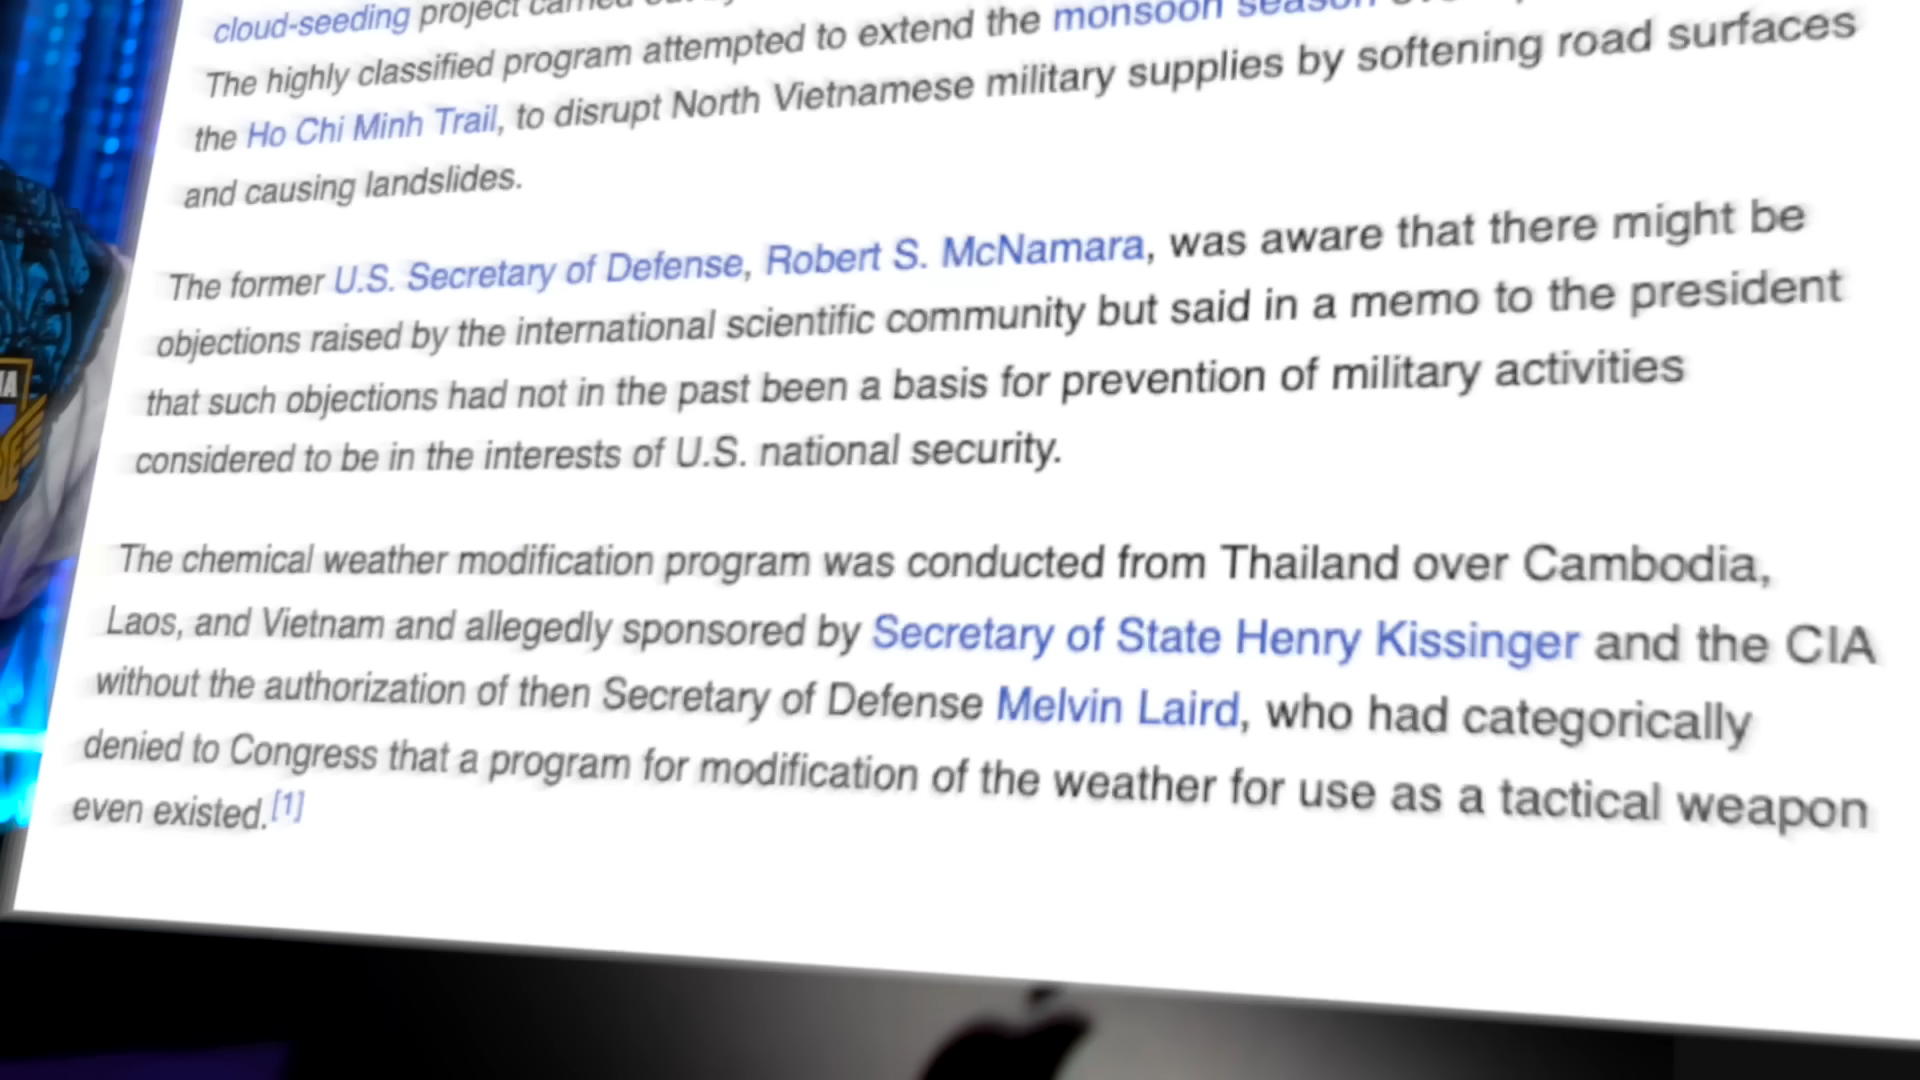 cloud-seeding project carried
The highly classified program attempted to extend the monsoon season
the Ho Chi Minh Trail, to disrupt North Vietnamese military supplies by softening road surfaces
and causing landslides.
The former U.S. Secretary of Defense, Robert S. McNamara, was aware that there might be
objections raised by the international scientific community but said in a memo to the president
that such objections had not in the past been a basis for prevention of military activities
considered to be in the interests of U.S. national security.
The chemical weather modification program was conducted from Thailand over Cambodia,
Laos, and Vietnam and allegedly sponsored by Secretary of State Henry Kissinger and the CIA
without the authorization of then Secretary of Defense Melvin Laird, who had categorically
denied to Congress that a program for modification of the weather for use as a tactical weapon
even existed.[1]